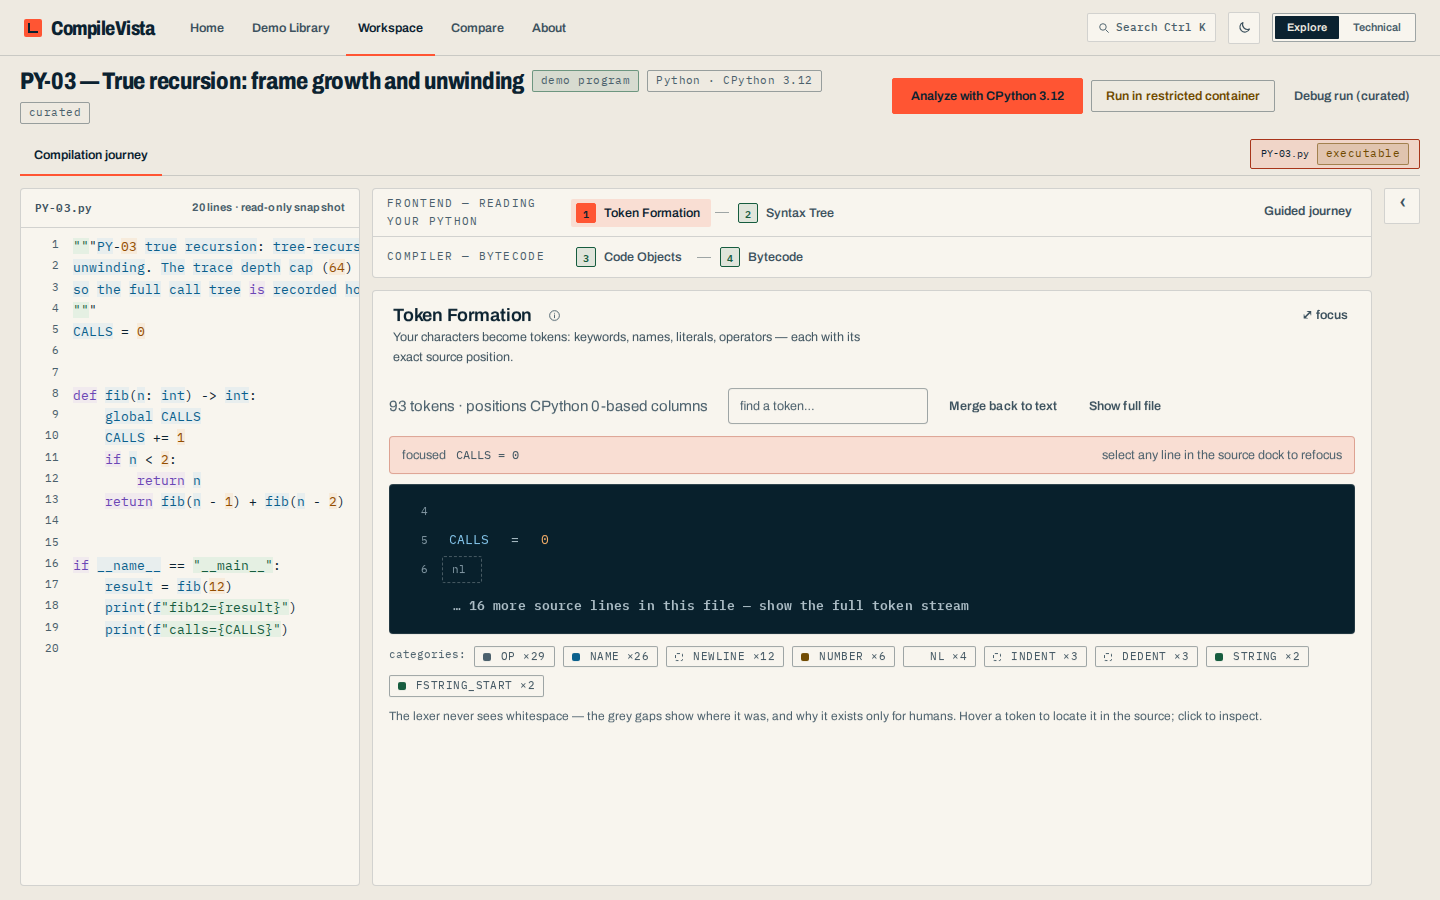 CompileVista Home Demo Library Workspace Compare About Search Ctrl K Explore Technical
PY-03 — True recursion: frame growth and unwinding demo program Python · CPython 3.12
curated
Analyze with CPython 3.12 Run in restricted container Debug run (curated)
Compilation journey
PY-03.py executable
PY-03.py 20 lines · read-only snapshot
1 """PY-03 true recursion: tree-recurs
2 unwinding. The trace depth cap (64)
3 so the full call tree is recorded ho
4 """
5 CALLS = 0
6
7
8 def fib(n: int) -> int:
9 global CALLS
10 CALLS += 1
11 if n < 2:
12 return n
13 return fib(n - 1) + fib(n - 2)
14
15
16 if __name__ == "__main__":
17 result = fib(12)
18 print(f"fib12={result}")
19 print(f"calls={CALLS}")
20
FRONTEND — READING
YOUR PYTHON
1 Token Formation — 2 Syntax Tree
Guided journey
COMPILER — BYTECODE
3 Code Objects — 4 Bytecode
Token Formation
focus
Your characters become tokens: keywords, names, literals, operators — each with its
exact source position.
93 tokens · positions CPython 0-based columns find a token... Merge back to text Show full file
focused CALLS = 0 select any line in the source dock to refocus
4
5 CALLS = 0
6 nl
… 16 more source lines in this file — show the full token stream
categories: OP ×29 NAME ×26 NEWLINE ×12 NUMBER ×6 NL ×4 INDENT ×3 DEDENT ×3 STRING ×2
FSTRING_START ×2
The lexer never sees whitespace — the grey gaps show where it was, and why it exists only for humans. Hover a token to locate it in the source; click to inspect.